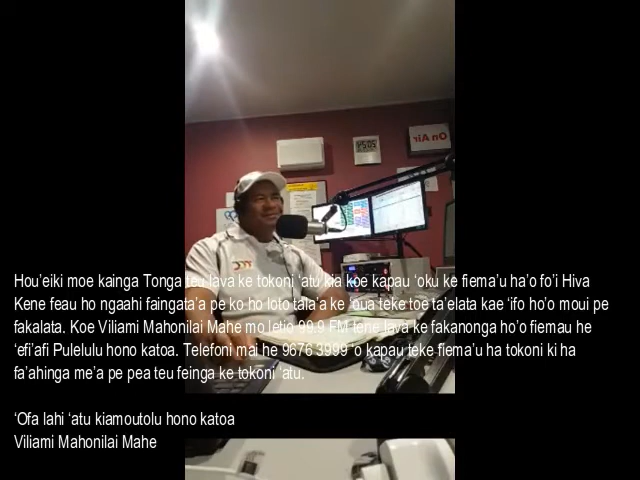 On Air
Hou'eiki moe kainga Tonga teu lava ke tokoni 'atu kia koe kapau 'oku ke fiema'u ha'o fo'i Hiva
Kene feau ho ngaahi faingata'a pe ko ho loto tala'a ke 'oua teke toe ta'elata kae 'ifo ho'o moui pe
fakalata. Koe Viliami Mahonilai Mahe mo letio 99.9 FM tene lava ke fakanonga ho'o fiemau he
'efi'afi Pulelulu hono katoa. Telefoni mai he 9676 3999 'o kapau teke fiema'u ha tokoni ki ha
fa'ahinga me'a pe pea teu feinga ke tokoni 'atu.
'Ofa lahi 'atu kiamoutolu hono katoa
Viliami Mahonilai Mahe